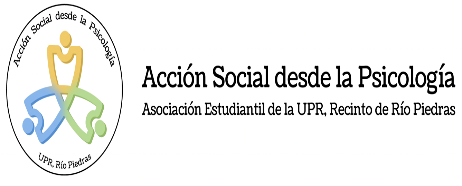 Acción Social desde la Psicología
UPR, Río Piedras
Acción Social desde la Psicología
Asociación Estudiantil de la UPR, Recinto de Río Piedras